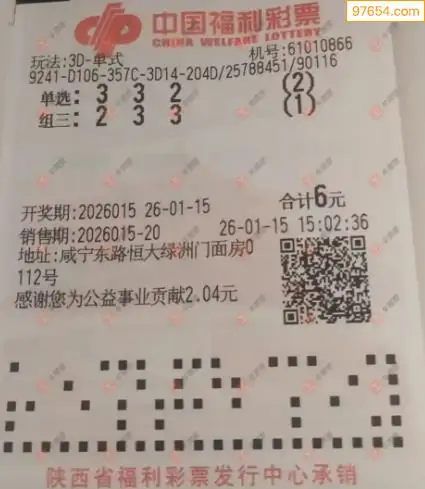 97654.com
中国福利彩票
CHINA WELFARE LOTTERY
玩法:3D-单式 机号:61010866
9241-D106-357C-3D14-204D/25788451/90116
单选: 3 3 2 (2)
组三: 2 3 3 (1)
开奖期:2026015 26-01-15 合计6元
销售期:2026015-20 26-01-15 15:02:36
地址:咸宁东路恒大绿洲门面房0
112号
感谢您为公益事业贡献2.04元
陕西省福利彩票发行中心承销